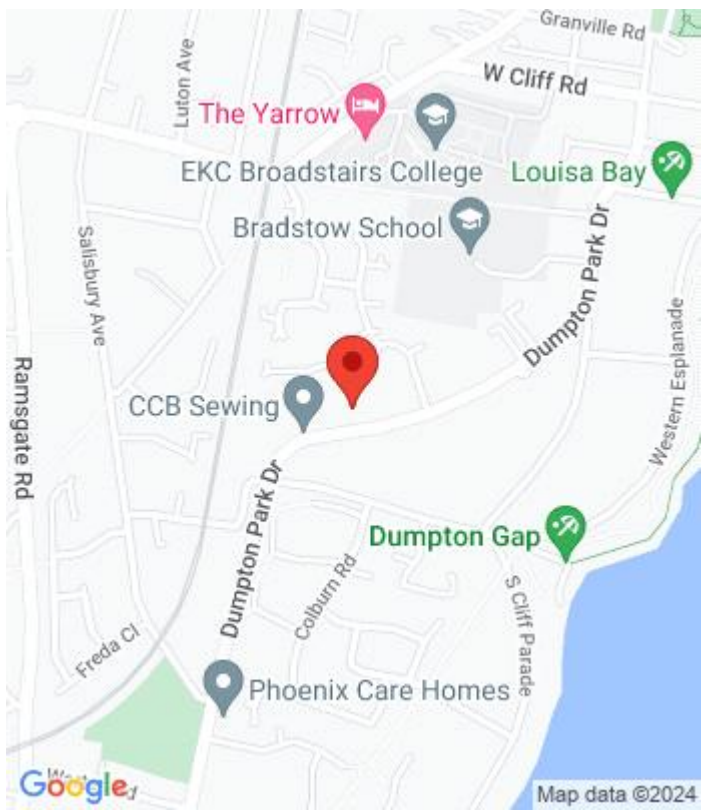 Granville Rd
Luton Ave
W Cliff Rd
The Yarrow
EKC Broadstairs College
Louisa Bay
Bradstow School
Salisbury Ave
Dumpton Park Dr
Western Esplanade
Ramsgate Rd
CCB Sewing
Dumpton Park Dr
Dumpton Gap
Colburn Rd
S Cliff Parade
Freda Cl
Phoenix Care Homes
Google
Map data ©2024